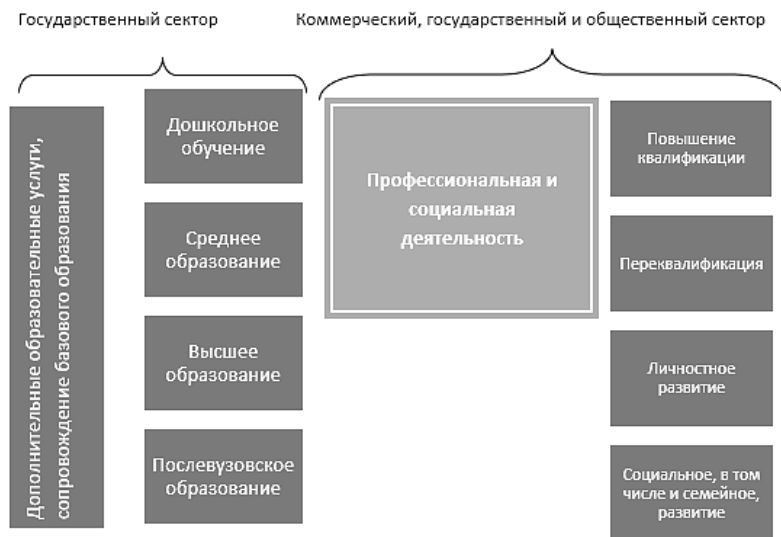 Государственный сектор
Коммерческий, государственный и общественный сектор
Дополнительные образовательные услуги,
сопровождение базового образования
Дошкольное
обучение
Среднее
образование
Высшее
образование
Послевузовское
образование
Профессиональная и
социальная
деятельность
Повышение
квалификации
Переквалификация
Личностное
развитие
Социальное, в том
числе и семейное,
развитие